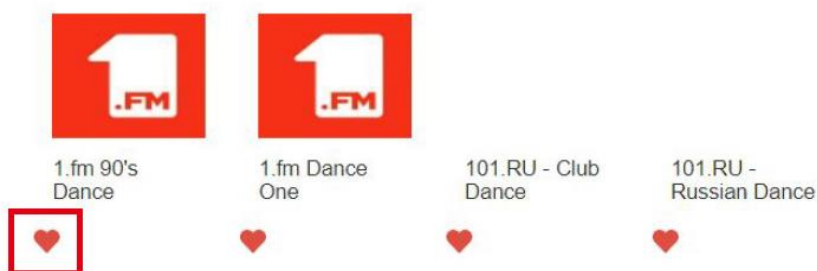 .FM
.FM
1.fm 90's
Dance
1.fm Dance
One
101.RU - Club
Dance
101.RU -
Russian Dance